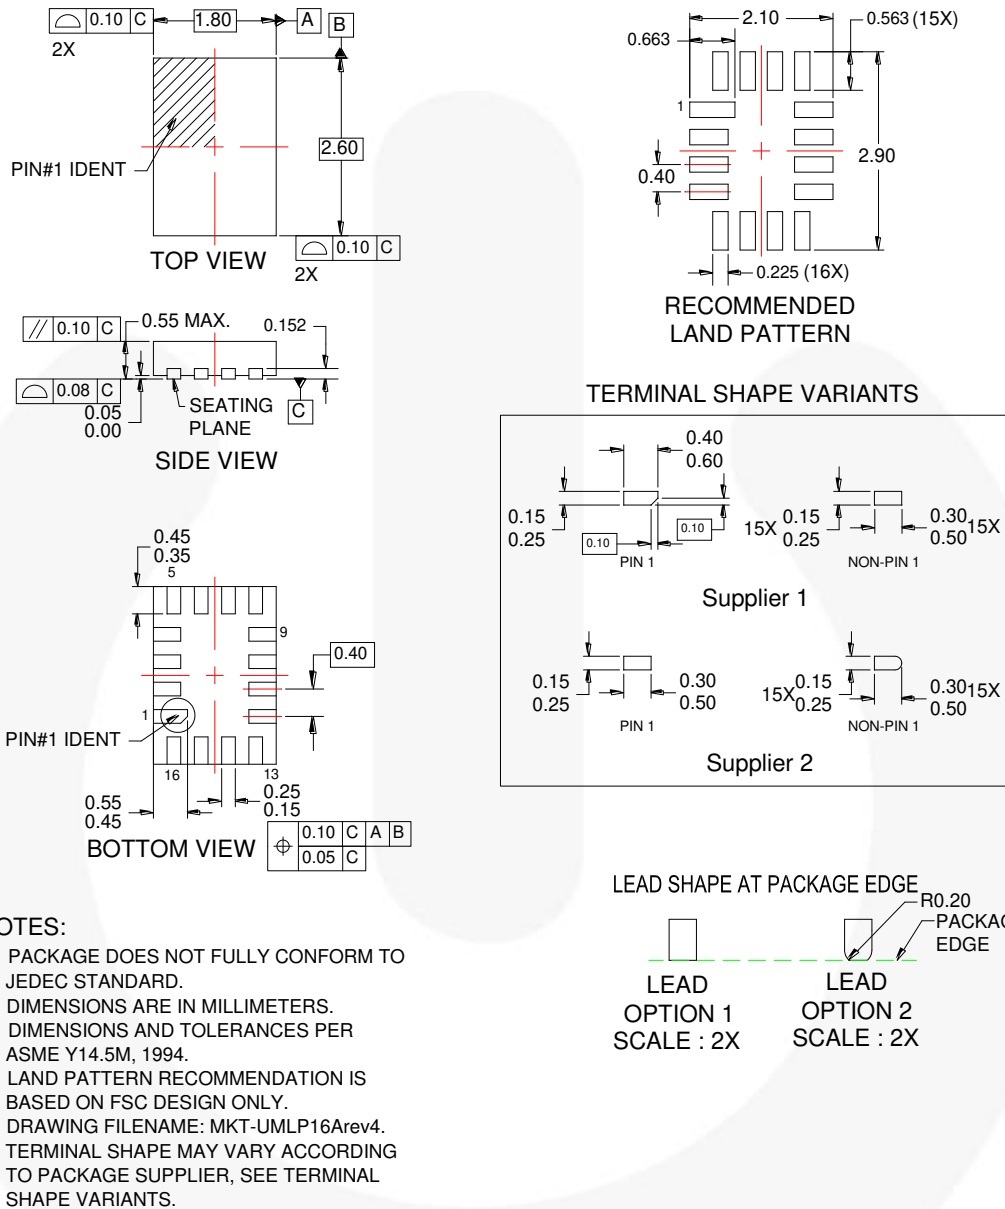 0.10 C
1.80
A
B
2X
2.60
PIN#1 IDENT
0.10 C
2X
TOP VIEW
2.10
0.563 (15X)
0.663
1
2.90
0.40
0.225 (16X)
RECOMMENDED
LAND PATTERN
// 0.10 C
0.55 MAX.
0.152
0.08 C
0.05
0.00
SEATING
PLANE
C
SIDE VIEW
TERMINAL SHAPE VARIANTS
0.40
0.60
0.15
0.25
0.10
0.10
PIN 1
15X
0.15
0.25
0.30
0.50
15X
NON-PIN 1
Supplier 1
0.15
0.25
0.30
0.50
PIN 1
15X
0.15
0.25
0.30
0.50
15X
NON-PIN 1
Supplier 2
0.45
0.35
5
9
0.40
1
PIN#1 IDENT
16
13
0.55
0.45
0.25
0.15
0.10 C A B
0.05 C
BOTTOM VIEW
LEAD SHAPE AT PACKAGE EDGE
R0.20
PACKAG
EDGE
LEAD
OPTION 1
SCALE : 2X
LEAD
OPTION 2
SCALE : 2X
OTES:
PACKAGE DOES NOT FULLY CONFORM TO
JEDEC STANDARD.
DIMENSIONS ARE IN MILLIMETERS.
DIMENSIONS AND TOLERANCES PER
ASME Y14.5M, 1994.
LAND PATTERN RECOMMENDATION IS
BASED ON FSC DESIGN ONLY.
DRAWING FILENAME: MKT-UMLP16Arev4.
TERMINAL SHAPE MAY VARY ACCORDING
TO PACKAGE SUPPLIER, SEE TERMINAL
SHAPE VARIANTS.